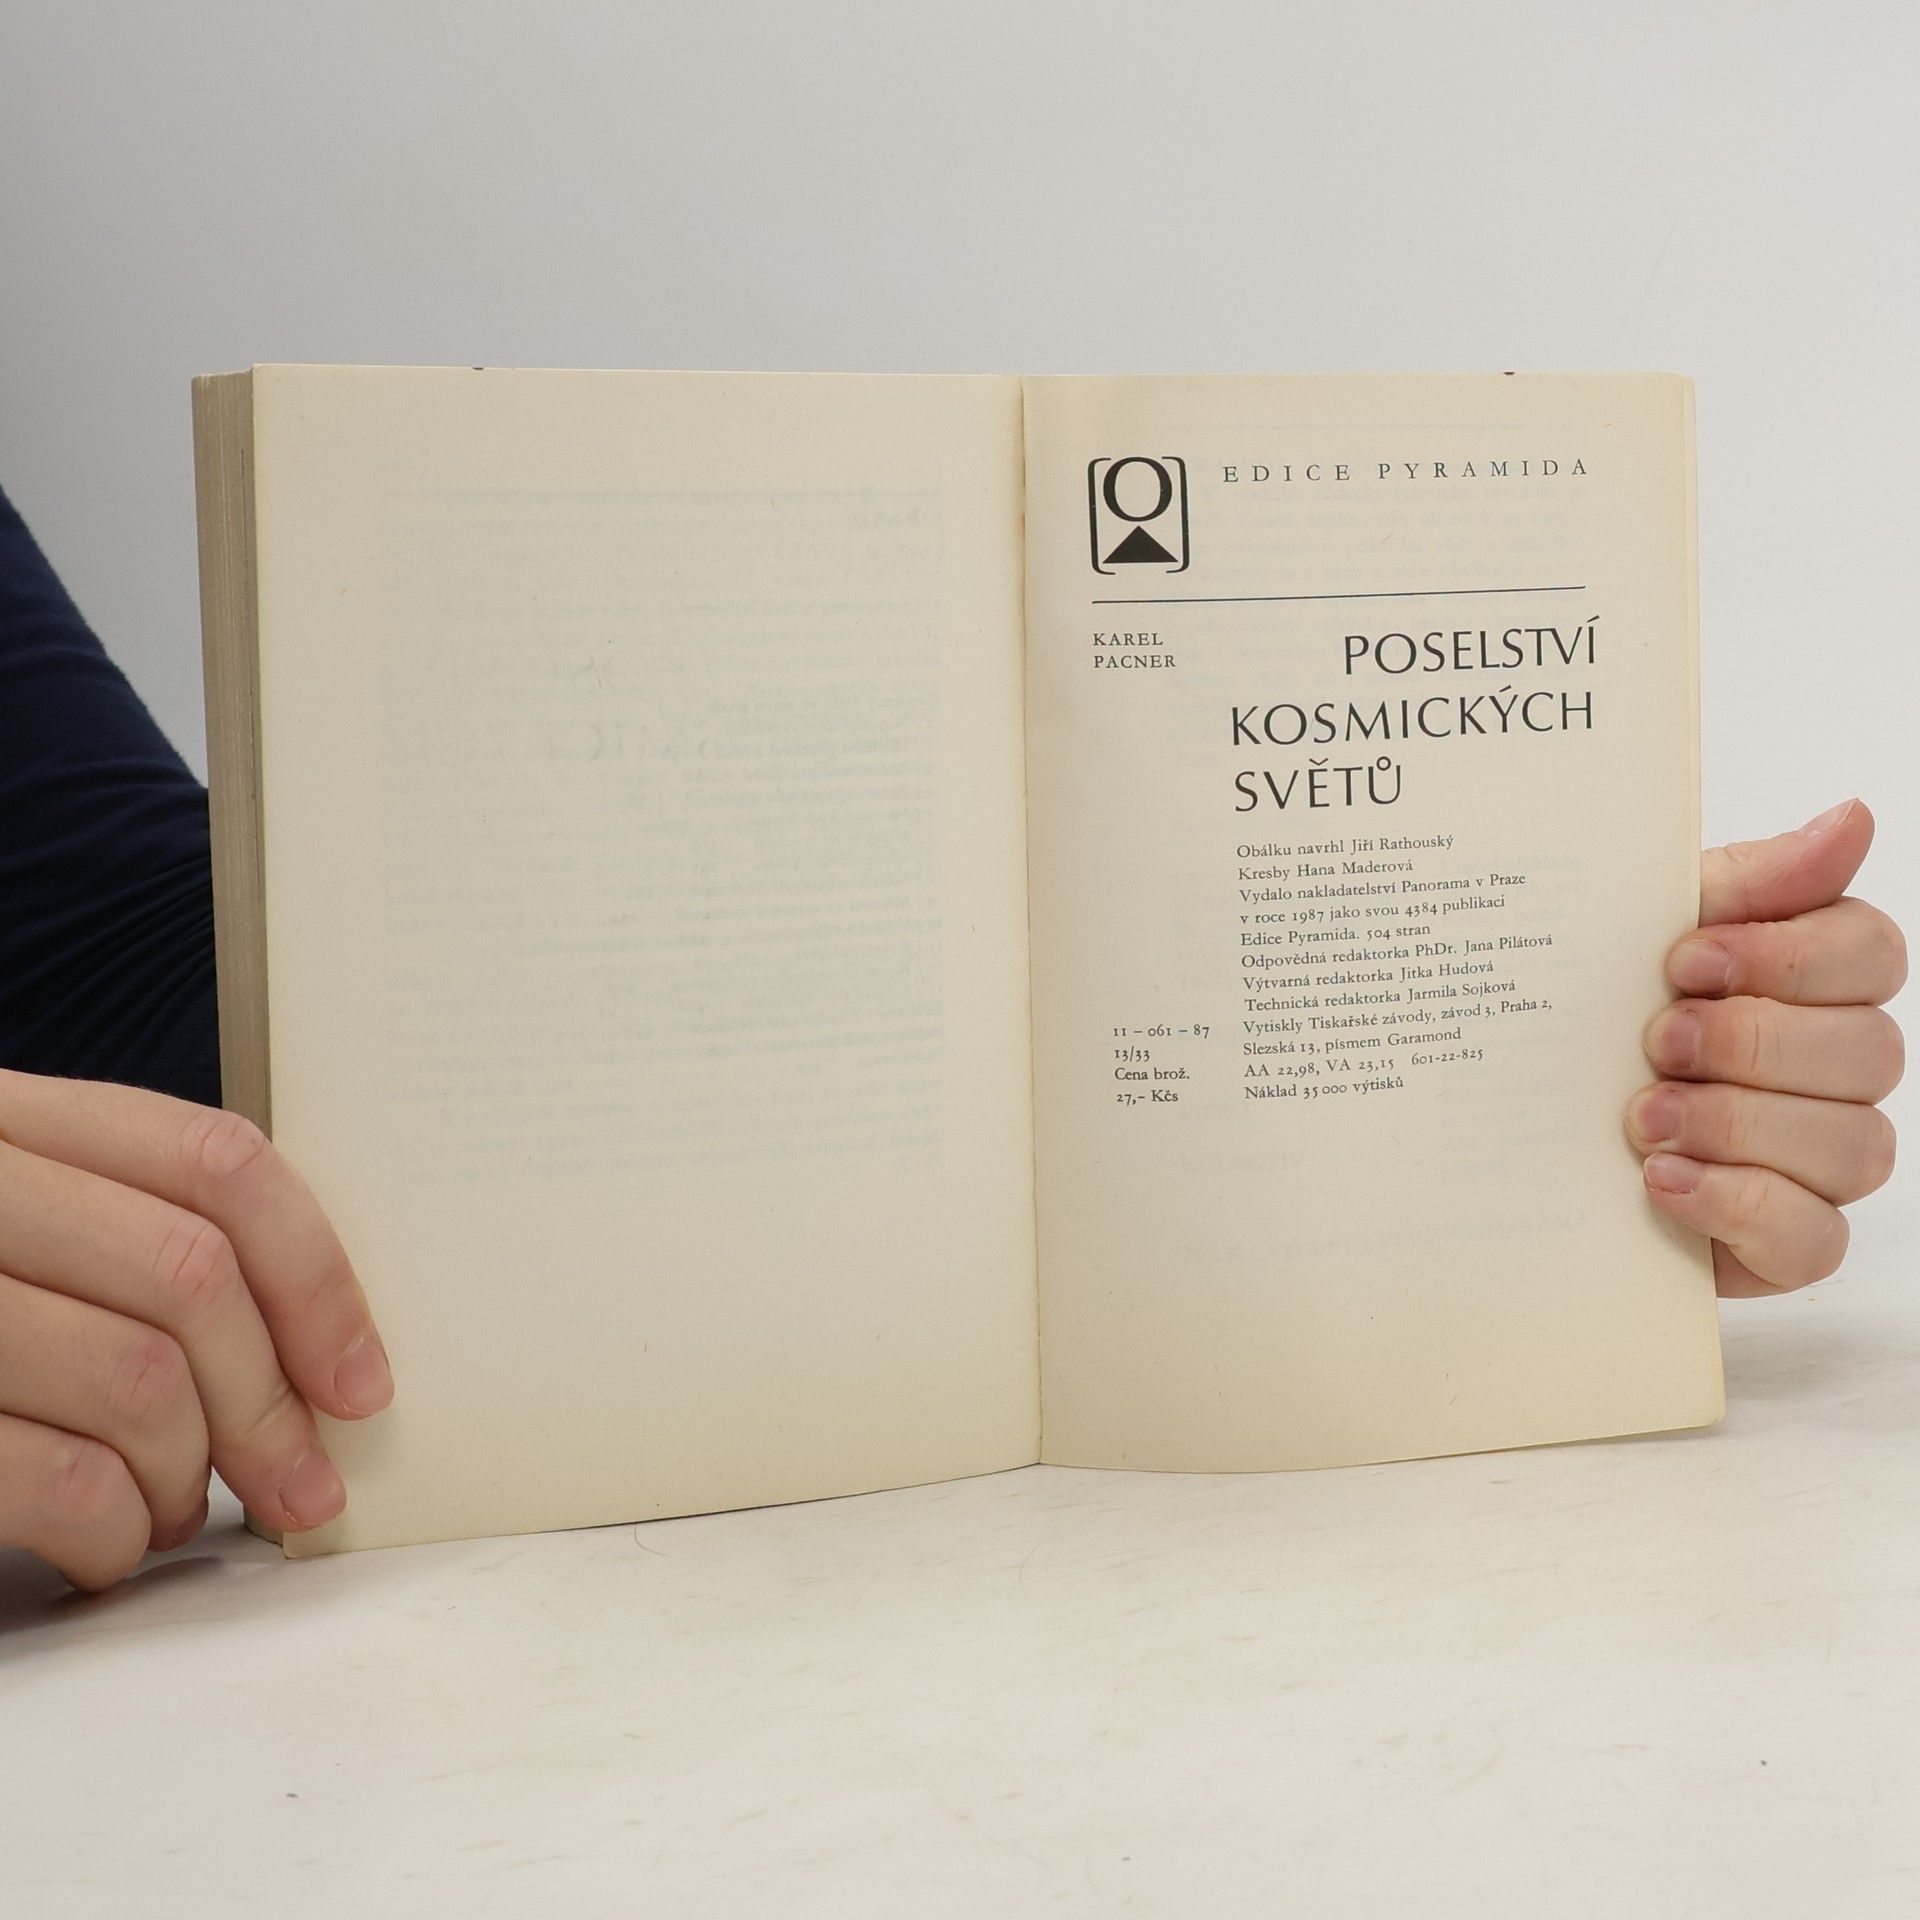 EDICE PYRAMIDA
KAREL
PACNER
POSELSTVÍ
KOSMICKÝCH
SVĚTŮ
Obálku navrhl Jiří Rathouský
Kresby Hana Maderová
Vydalo nakladatelství Panorama v Praze
v roce 1987 jako svou 4384 publikaci
Edice Pyramida. 504 stran
Odpovědná redaktorka PhDr. Jana Pilátová
Výtvarná redaktorka Jitka Hudová
Technická redaktorka Jarmila Sojková
Vytiskly Tiskařské závody, závod 3, Praha 2,
Slezská 13, písmem Garamond
AA 22,98, VA 23,15 601-22-825
Náklad 35 000 výtisků
11 – 061 – 87
13/33
Cena brož.
27,– Kčs